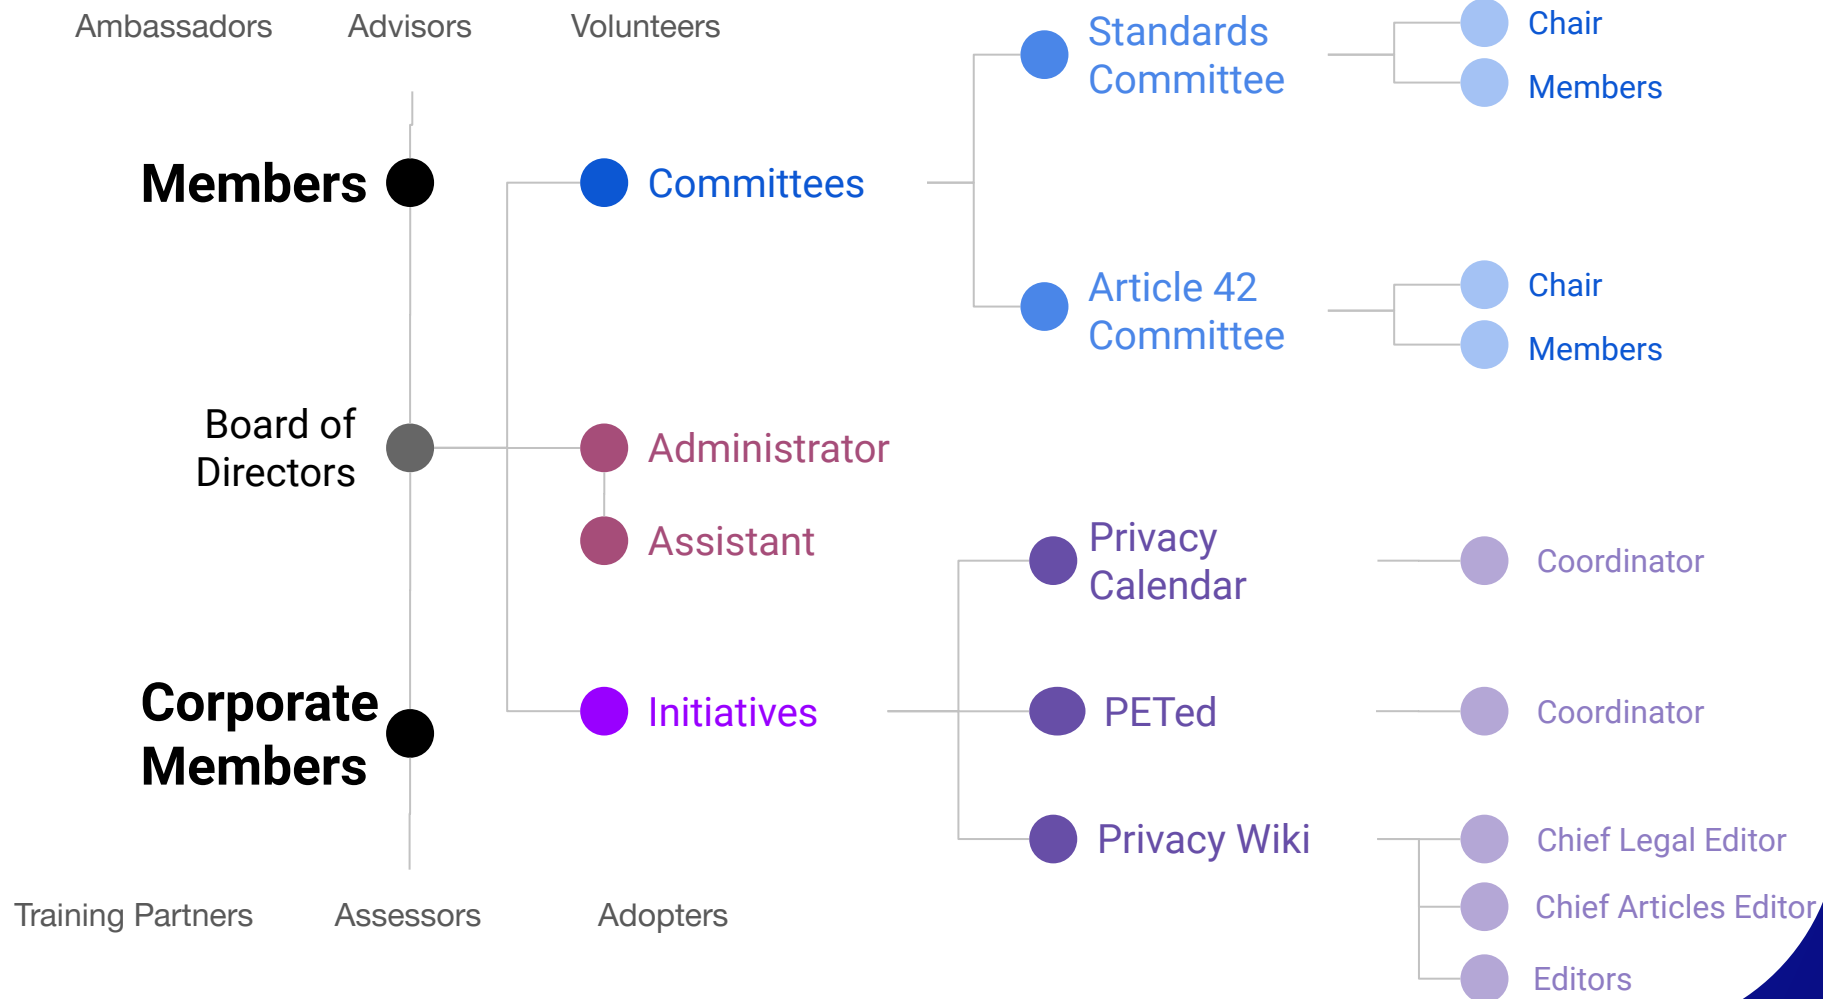 Ambassadors
Advisors
Volunteers
Members
Board of
Directors
Corporate
Members
Training Partners
Assessors
Adopters
Committees
Standards
Committee
Chair
Members
Article 42
Committee
Chair
Members
Administrator
Assistant
Initiatives
Privacy
Calendar
Coordinator
PETed
Coordinator
Privacy Wiki
Chief Legal Editor
Chief Articles Editor
Editors